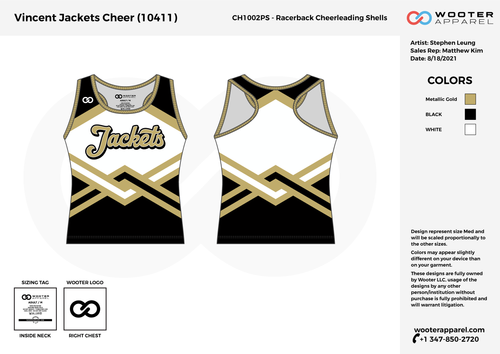 Vincent Jackets Cheer (10411)
CH1002PS - Racerback Cheerleading Shells
WOOTER
APPAREL
Artist: Stephen Leung
Sales Rep: Matthew Kim
Date: 8/18/2021
COLORS
Metallic Gold
BLACK
WHITE
WOOTER
Jackets
Design represent size Med and
will be scaled proportionally to
the other sizes.
Colors may appear slightly
different on your device than
on your garment.
These designs are fully owned
by Wooter LLC. usage of the
designs by any other
person/institution without
purchase is fully prohibited and
will warrant litigation.
SIZING TAG
WOOTER LOGO
WOOTER
ADULT / M
INSIDE NECK
RIGHT CHEST
wooterapparel.com
+1 347-850-2720